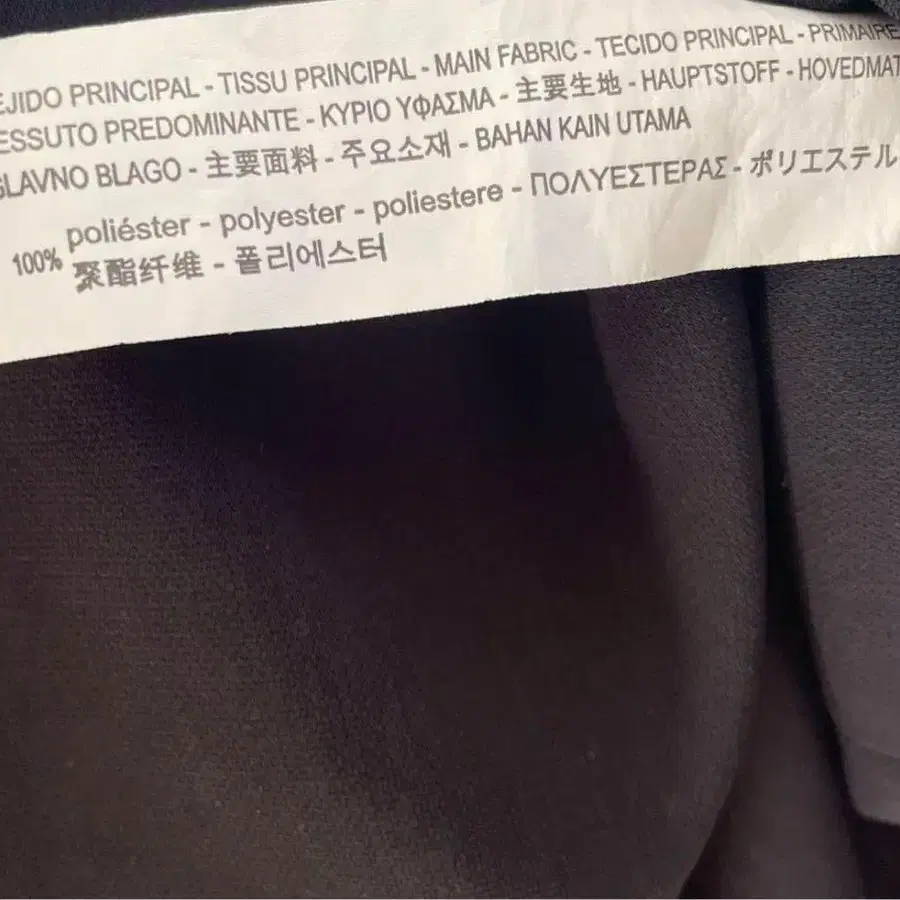 EJIDO PRINCIPAL - TISSU PRINCIPAL - MAIN FABRIC - TECIDO PRINCIPAL - PRIMAIRE
ESSUTO PREDOMINANTE - ΚΥΡΙΟ ΥΦΑΣΜΑ - 主要生地 - HAUPTSTOFF - HOVEDMAT
GLAVNO BLAGO - 主要面料 - 주요소재 - BAHAN KAIN UTAMA
100% poliéster - polyester - poliestere - ΠΟΛΥΕΣΤΕΡΑΣ - ポリエステル
聚酯纤维 - 폴리에스터